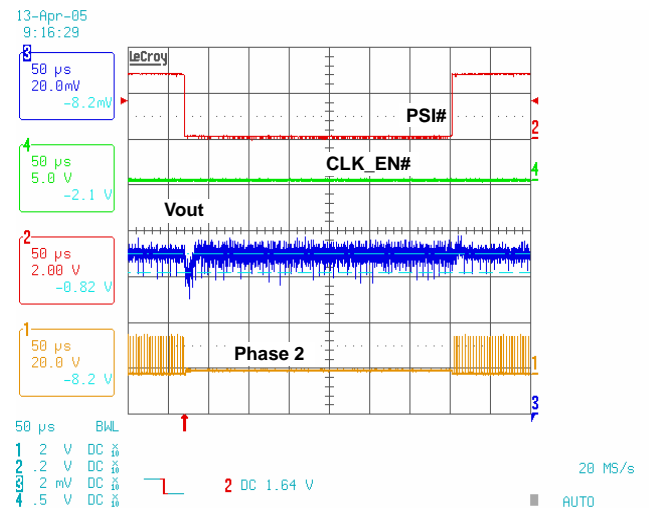 13-Apr-05
9:16:29
LeCroy
3
50 µs
20.0mV
-8.2mV
PSI#
2
4
50 µs
5.0 V
-2.1 V
CLK_EN#
4
Vout
2
50 µs
2.00 V
-0.82 V
1
50 µs
20.0 V
-8.2 V
Phase 2
1
3
50 µs BWL
1 2 V DC x10
2 .2 V DC x10
3 2 mV DC x10
4 .5 V DC x10
2 DC 1.64 V
20 MS/s
AUTO